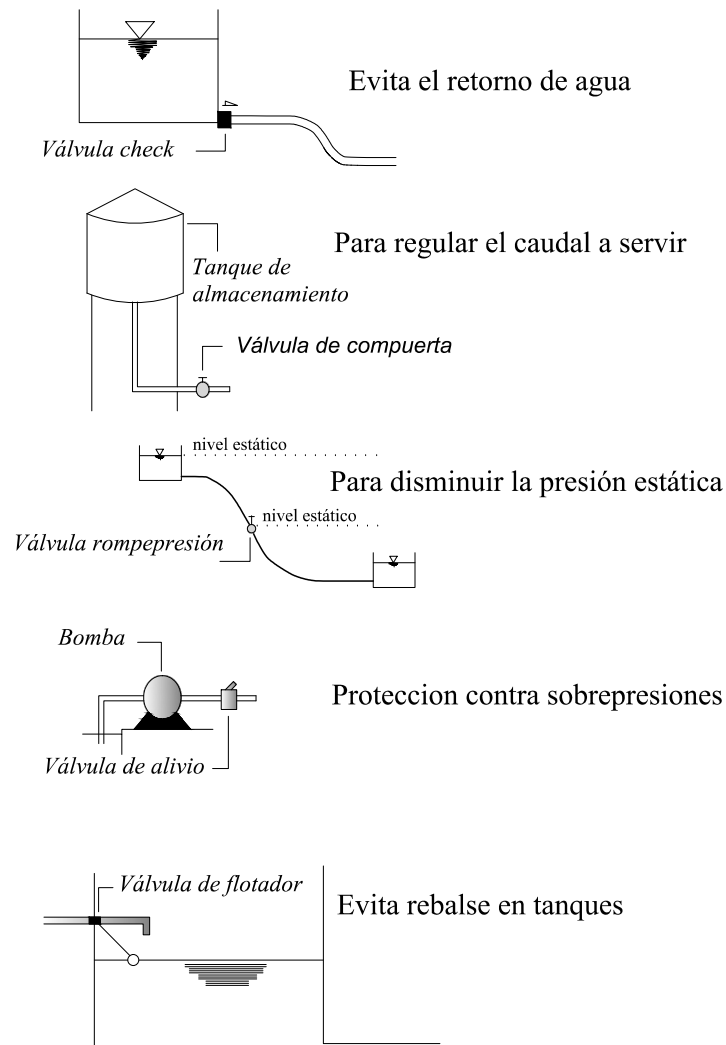 Evita el retorno de agua
Válvula check
Para regular el caudal a servir
Tanque de
almacenamiento
Válvula de compuerta
nivel estático
Para disminuir la presión estática
nivel estático
Válvula rompepresión
Bomba
Proteccion contra sobrepresiones
Válvula de alivio
Válvula de flotador
Evita rebalse en tanques